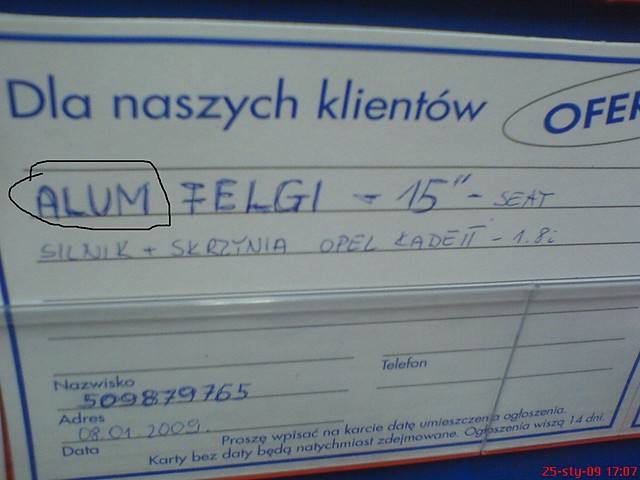 Dla naszych klientów
OFER
ALUM FELGI - 15" - SEAT
SILNIK + SKRZYNIA OPEL KADETT - 1.8i
Nazwisko
Telefon
509879765
Adres
08.01.2009.
Data
Proszę wpisać na karcie datę umieszczenia ogłoszenia.
Karty bez daty będą natychmiast zdejmowane. Ogłoszenia wiszą 14 dni.
25-sty-09 17:07